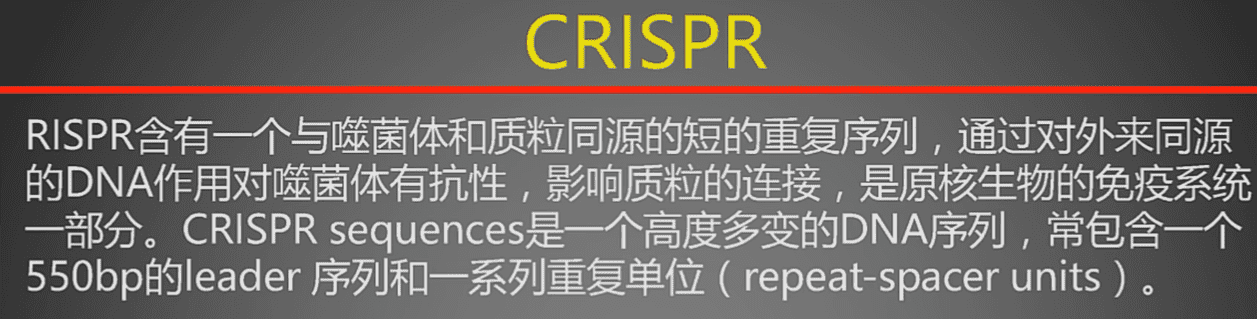 CRISPR
RISPR含有一个与噬菌体和质粒同源的短的重复序列，通过对外来同源
的DNA作用对噬菌体有抗性，影响质粒的连接，是原核生物的免疫系统
一部分。CRISPR sequences是一个高度多变的DNA序列，常包含一个
550bp的leader 序列和一系列重复单位（repeat-spacer units）。